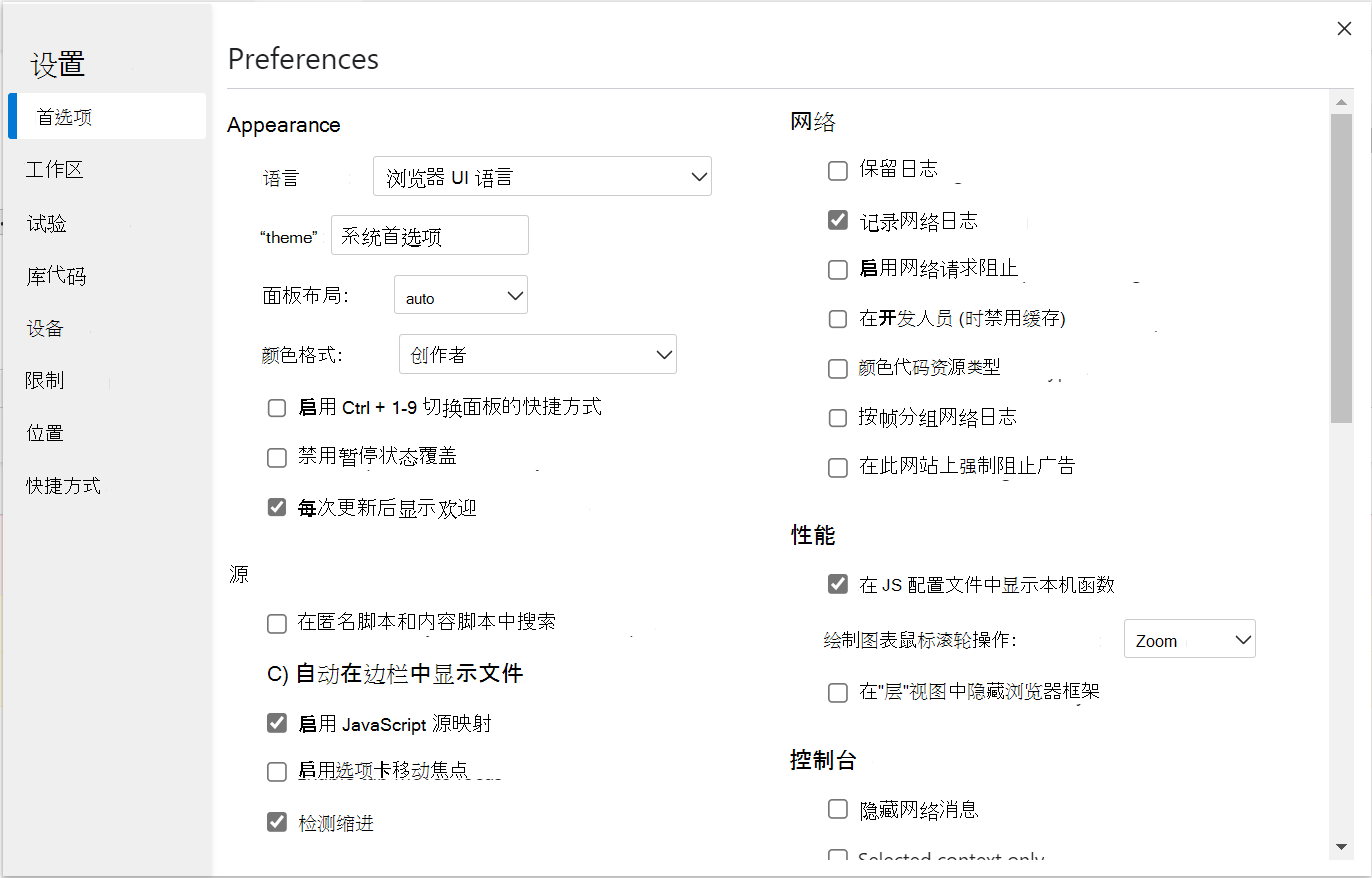 设置
首选项
工作区
试验
库代码
设备
限制
位置
快捷方式
Preferences
Appearance
语言
浏览器 UI 语言
“theme”
系统首选项
面板布局:
auto
颜色格式:
创作者
启用 Ctrl + 1-9 切换面板的快捷方式
禁用暂停状态覆盖
每次更新后显示欢迎
源
在匿名脚本和内容脚本中搜索
C) 自动在边栏中显示文件
启用 JavaScript 源映射
启用选项卡移动焦点
检测缩进
网络
保留日志
记录网络日志
启用网络请求阻止
在开发人员 (时禁用缓存)
颜色代码资源类型
按帧分组网络日志
在此网站上强制阻止广告
性能
在 JS 配置文件中显示本机函数
绘制图表鼠标滚轮操作:
Zoom
在"层"视图中隐藏浏览器框架
控制台
隐藏网络消息
Selected context only